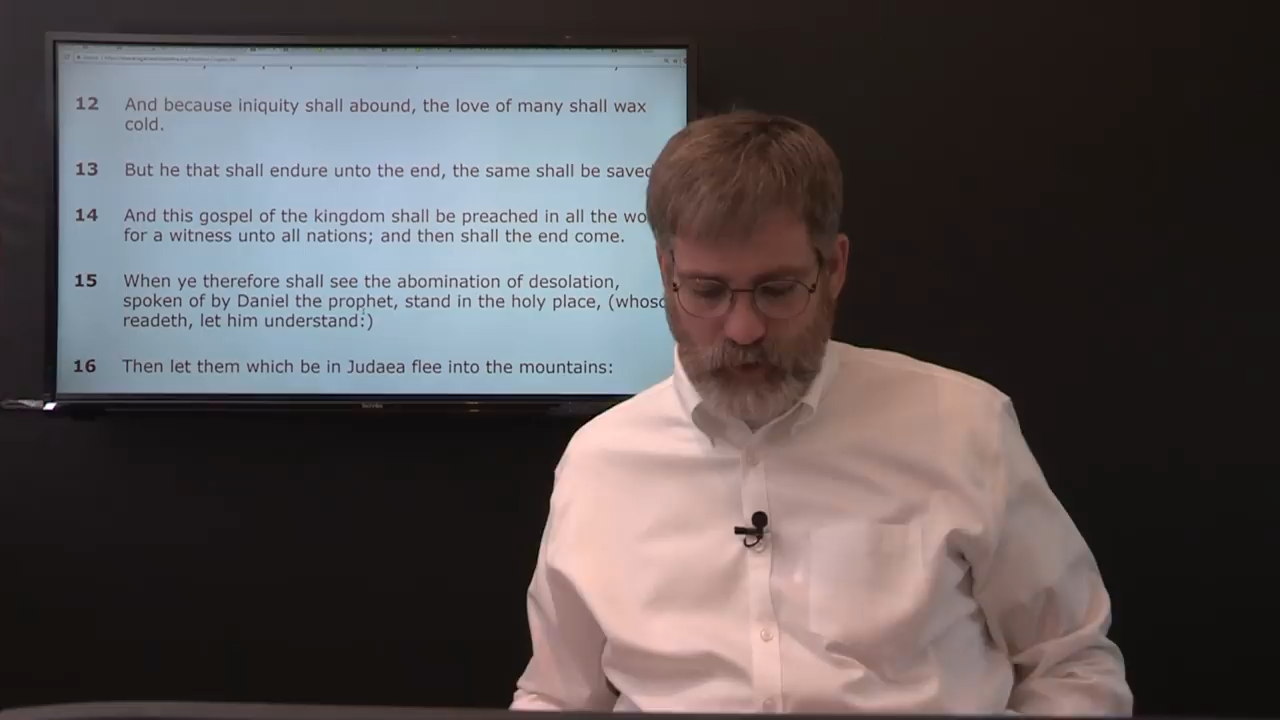 12 And because iniquity shall abound, the love of many shall wax
cold.
13 But he that shall endure unto the end, the same shall be saved
14 And this gospel of the kingdom shall be preached in all the
for a witness unto all nations; and then shall the end come.
15 When ye therefore shall see the abomination of desolation,
spoken of by Daniel the prophet, stand in the holy place,
readeth, let him understand:)
16 Then let them which be in Judaea flee into the mountains: